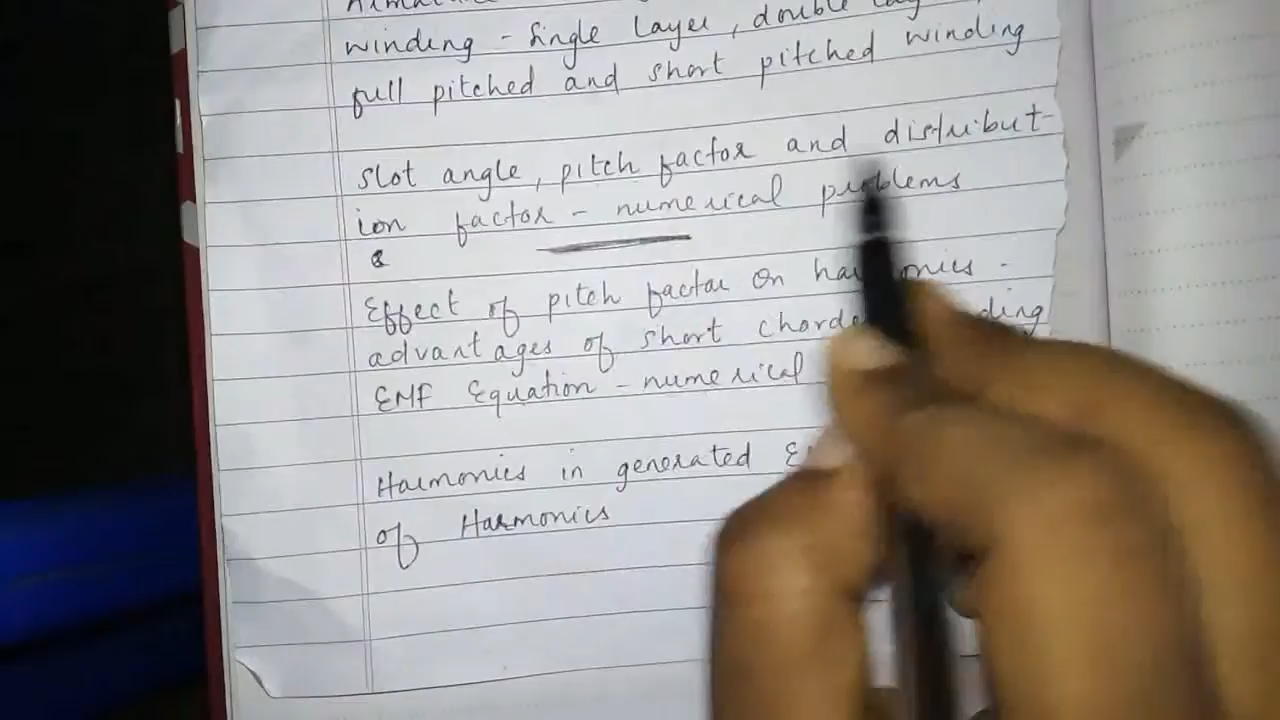 winding - Single layer, double
full pitched and short pitched winding
Slot angle, pitch factor and distribut-
ion factor - numerical problems
&
Effect of pitch factor on harmonics -
advantages of short chorded
EMF Equation - numerical
Harmonics in generated
of Harmonics